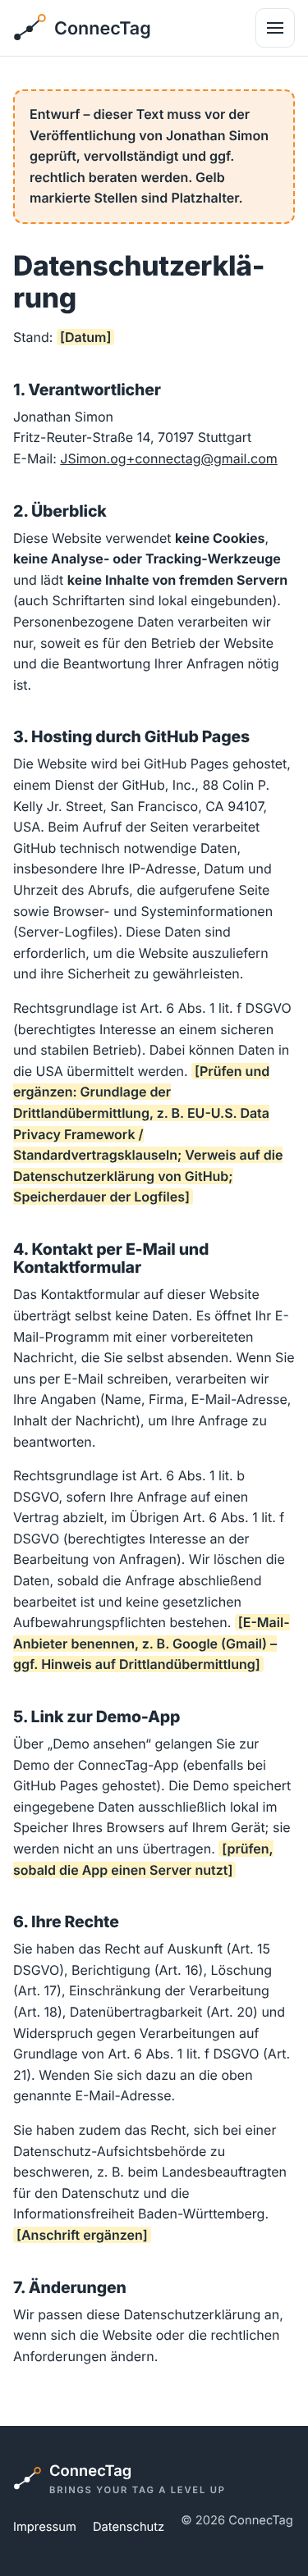 ConnecTag
Entwurf – dieser Text muss vor der
Veröffentlichung von Jonathan Simon
geprüft, vervollständigt und ggf.
rechtlich beraten werden. Gelb
markierte Stellen sind Platzhalter.
Datenschutzerklä-
rung
Stand: [Datum]
1. Verantwortlicher
Jonathan Simon
Fritz-Reuter-Straße 14, 70197 Stuttgart
E-Mail: JSimon.og+connectag@gmail.com
2. Überblick
Diese Website verwendet keine Cookies,
keine Analyse- oder Tracking-Werkzeuge
und lädt keine Inhalte von fremden Servern
(auch Schriftarten sind lokal eingebunden).
Personenbezogene Daten verarbeiten wir
nur, soweit es für den Betrieb der Website
und die Beantwortung Ihrer Anfragen nötig
ist.
3. Hosting durch GitHub Pages
Die Website wird bei GitHub Pages gehostet,
einem Dienst der GitHub, Inc., 88 Colin P.
Kelly Jr. Street, San Francisco, CA 94107,
USA. Beim Aufruf der Seiten verarbeitet
GitHub technisch notwendige Daten,
insbesondere Ihre IP-Adresse, Datum und
Uhrzeit des Abrufs, die aufgerufene Seite
sowie Browser- und Systeminformationen
(Server-Logfiles). Diese Daten sind
erforderlich, um die Website auszuliefern
und ihre Sicherheit zu gewährleisten.
Rechtsgrundlage ist Art. 6 Abs. 1 lit. f DSGVO
(berechtigtes Interesse an einem sicheren
und stabilen Betrieb). Dabei können Daten in
die USA übermittelt werden. [Prüfen und
ergänzen: Grundlage der
Drittlandübermittlung, z. B. EU-U.S. Data
Privacy Framework /
Standardvertragsklauseln; Verweis auf die
Datenschutzerklärung von GitHub;
Speicherdauer der Logfiles]
4. Kontakt per E-Mail und
Kontaktformular
Das Kontaktformular auf dieser Website
überträgt selbst keine Daten. Es öffnet Ihr E-
Mail-Programm mit einer vorbereiteten
Nachricht, die Sie selbst absenden. Wenn Sie
uns per E-Mail schreiben, verarbeiten wir
Ihre Angaben (Name, Firma, E-Mail-Adresse,
Inhalt der Nachricht), um Ihre Anfrage zu
beantworten.
Rechtsgrundlage ist Art. 6 Abs. 1 lit. b
DSGVO, sofern Ihre Anfrage auf einen
Vertrag abzielt, im Übrigen Art. 6 Abs. 1 lit. f
DSGVO (berechtigtes Interesse an der
Bearbeitung von Anfragen). Wir löschen die
Daten, sobald die Anfrage abschließend
bearbeitet ist und keine gesetzlichen
Aufbewahrungspflichten bestehen. [E-Mail-
Anbieter benennen, z. B. Google (Gmail) –
ggf. Hinweis auf Drittlandübermittlung]
5. Link zur Demo-App
Über „Demo ansehen“ gelangen Sie zur
Demo der ConnecTag-App (ebenfalls bei
GitHub Pages gehostet). Die Demo speichert
eingegebene Daten ausschließlich lokal im
Speicher Ihres Browsers auf Ihrem Gerät; sie
werden nicht an uns übertragen. [prüfen,
sobald die App einen Server nutzt]
6. Ihre Rechte
Sie haben das Recht auf Auskunft (Art. 15
DSGVO), Berichtigung (Art. 16), Löschung
(Art. 17), Einschränkung der Verarbeitung
(Art. 18), Datenübertragbarkeit (Art. 20) und
Widerspruch gegen Verarbeitungen auf
Grundlage von Art. 6 Abs. 1 lit. f DSGVO (Art.
21). Wenden Sie sich dazu an die oben
genannte E-Mail-Adresse.
Sie haben zudem das Recht, sich bei einer
Datenschutz-Aufsichtsbehörde zu
beschweren, z. B. beim Landesbeauftragten
für den Datenschutz und die
Informationsfreiheit Baden-Württemberg.
[Anschrift ergänzen]
7. Änderungen
Wir passen diese Datenschutzerklärung an,
wenn sich die Website oder die rechtlichen
Anforderungen ändern.
ConnecTag
BRINGS YOUR TAG A LEVEL UP
Impressum Datenschutz © 2026 ConnecTag